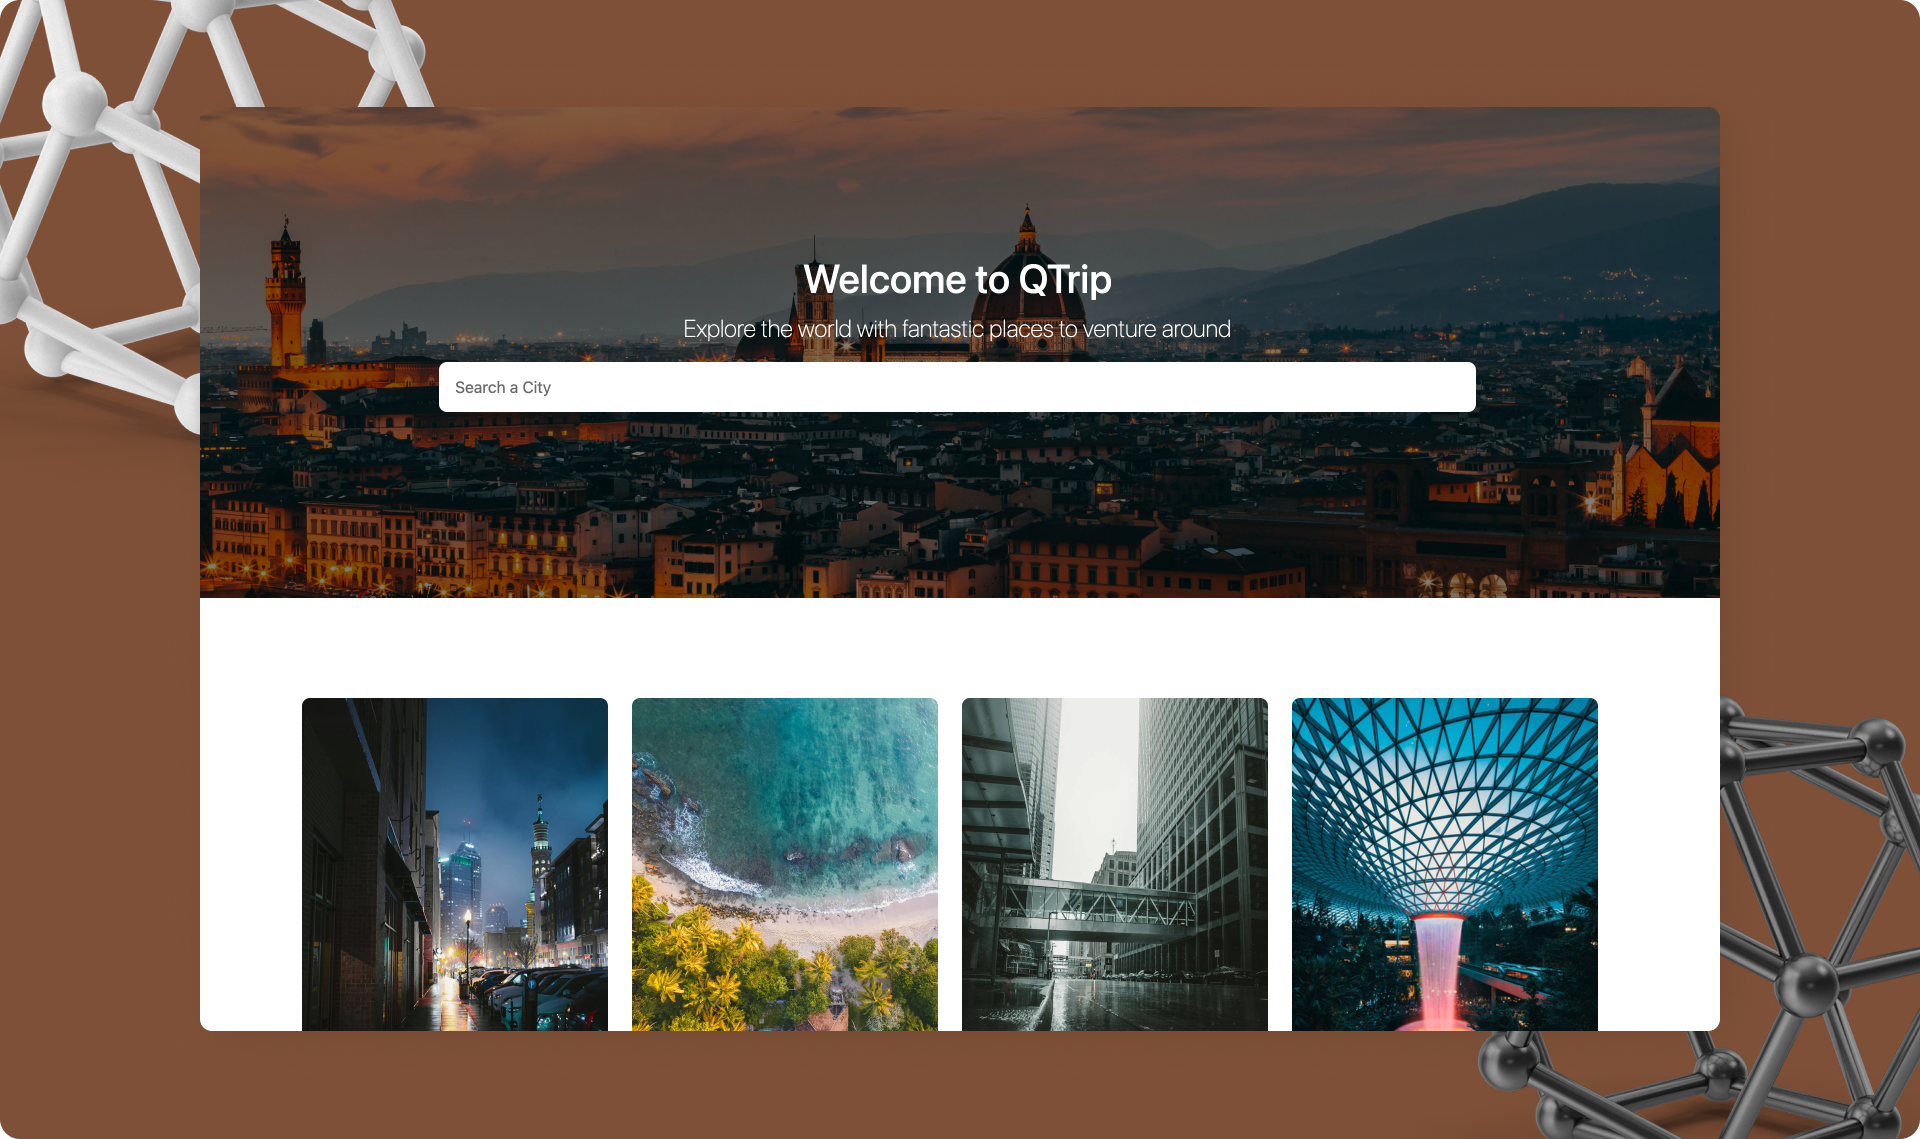 Welcome to QTrip
Explore the world with fantastic places to venture around
Search a City